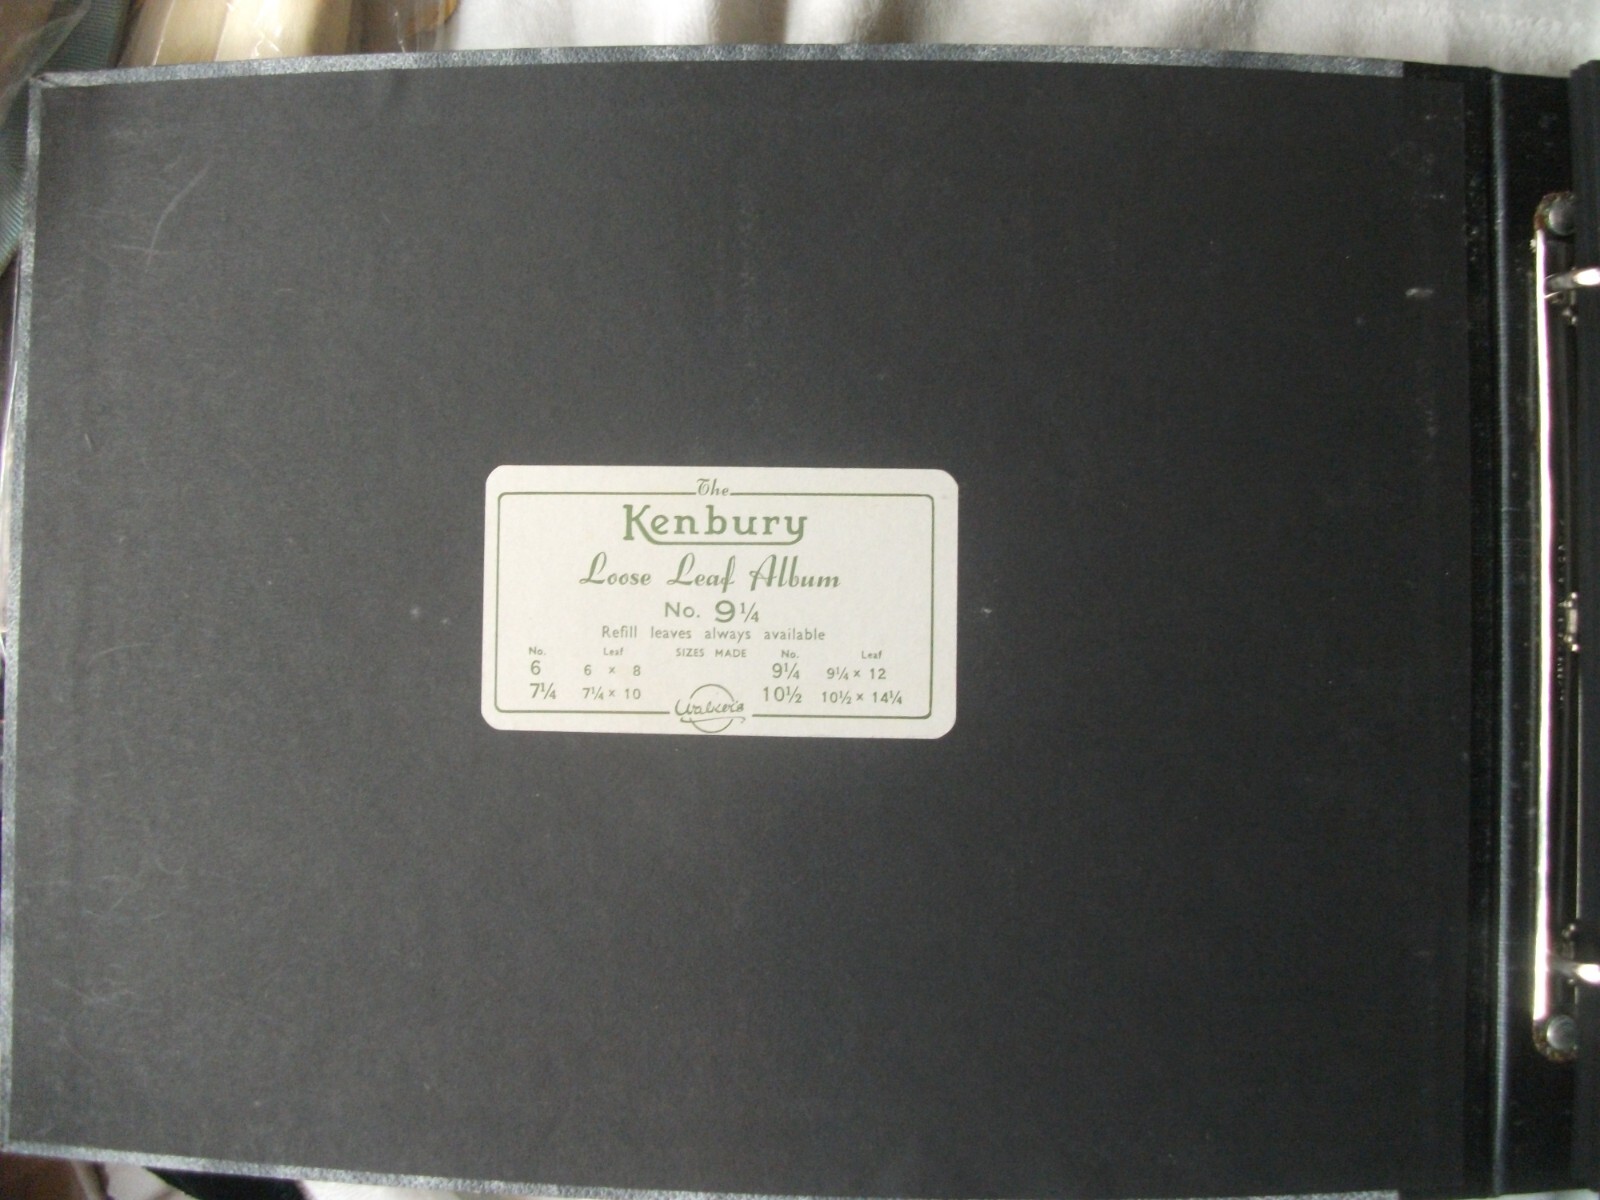 The
Kenbury
Loose Leaf Album
No. 9¼
Refill leaves always available
No. Leaf SIZES MADE No. Leaf
6 6 x 8 9¼ 9¼ x 12
7¼ 7¼ x 10 10½ 10½ x 14¼
Walker's